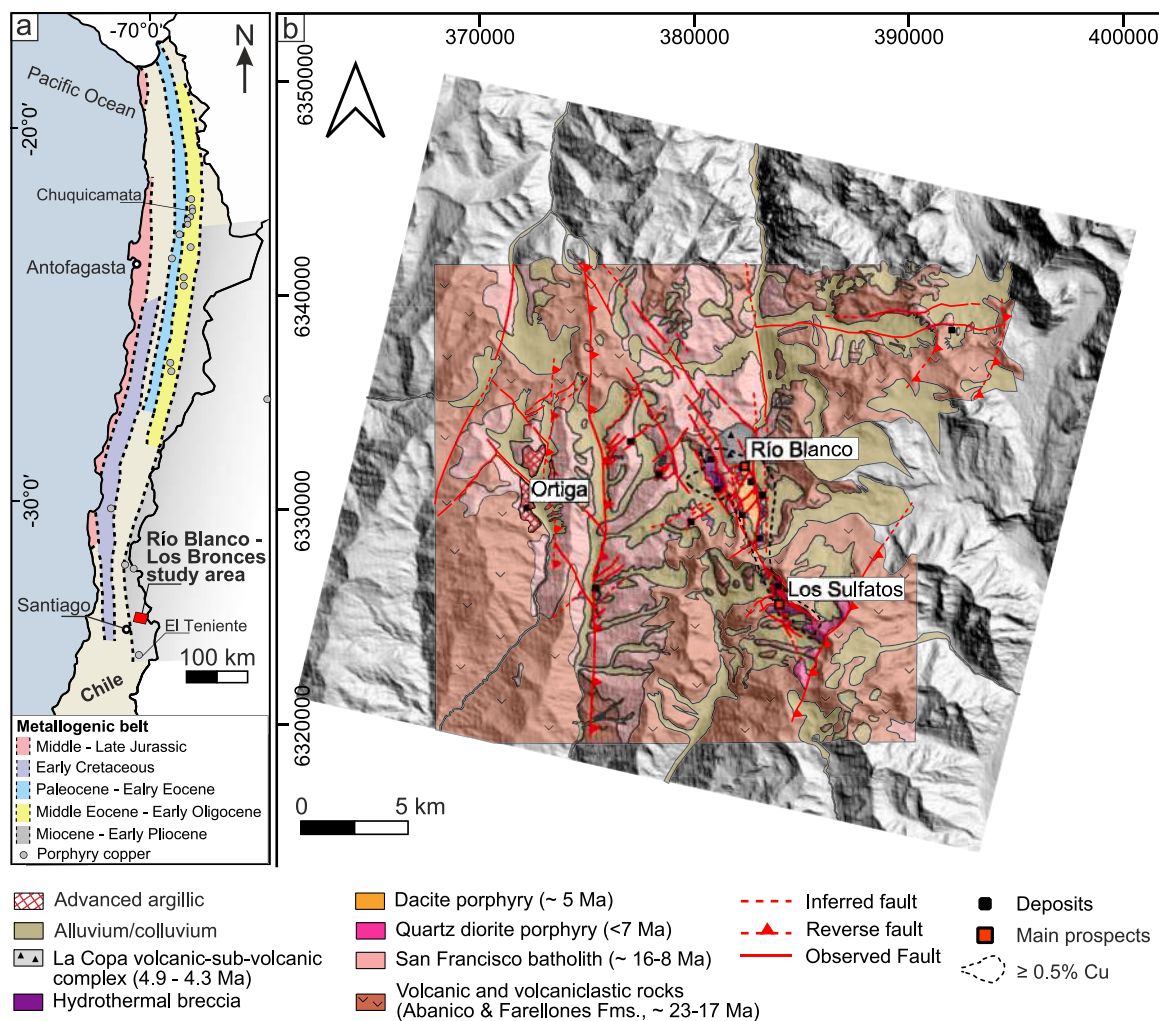 a
-70°0'
N
Pacific Ocean
-20°0'
Chuquicamata
Antofagasta
-30°0'
Río Blanco -
Los Bronces
study area
Santiago
El Teniente
100 km
Chile
Metallogenic belt
Middle - Late Jurassic
Early Cretaceous
Paleocene - Ealry Eocene
Middle Eocene - Early Oligocene
Miocene - Early Pliocene
Porphyry copper
b
370000
380000
390000
400000
6350000
6340000
6330000
6320000
Río Blanco
Ortiga
Los Sulfatos
0
5 km
Advanced argillic
Alluvium/colluvium
La Copa volcanic-sub-volcanic
complex (4.9 - 4.3 Ma)
Hydrothermal breccia
Dacite porphyry (~ 5 Ma)
Quartz diorite porphyry (<7 Ma)
San Francisco batholith (~ 16-8 Ma)
Volcanic and volcaniclastic rocks
(Abanico & Farellones Fms., ~ 23-17 Ma)
Inferred fault
Reverse fault
Observed Fault
Deposits
Main prospects
≥ 0.5% Cu